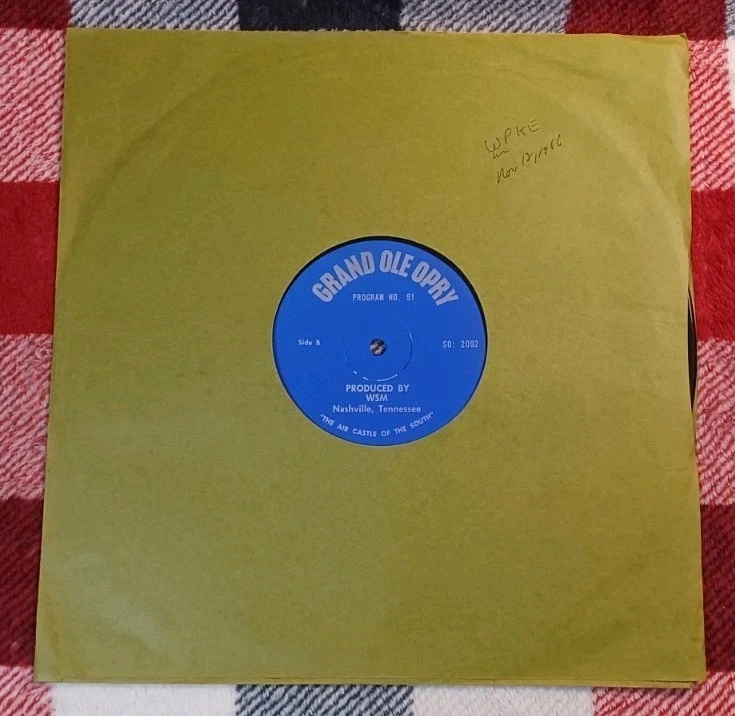 WPKE
Nov 12, 1966
GRAND OLE OPRY
PROGRAM NO. 91
Side B
SO: 2082
PRODUCED BY
WSM
Nashville, Tennessee
"THE AIR CASTLE OF THE SOUTH"